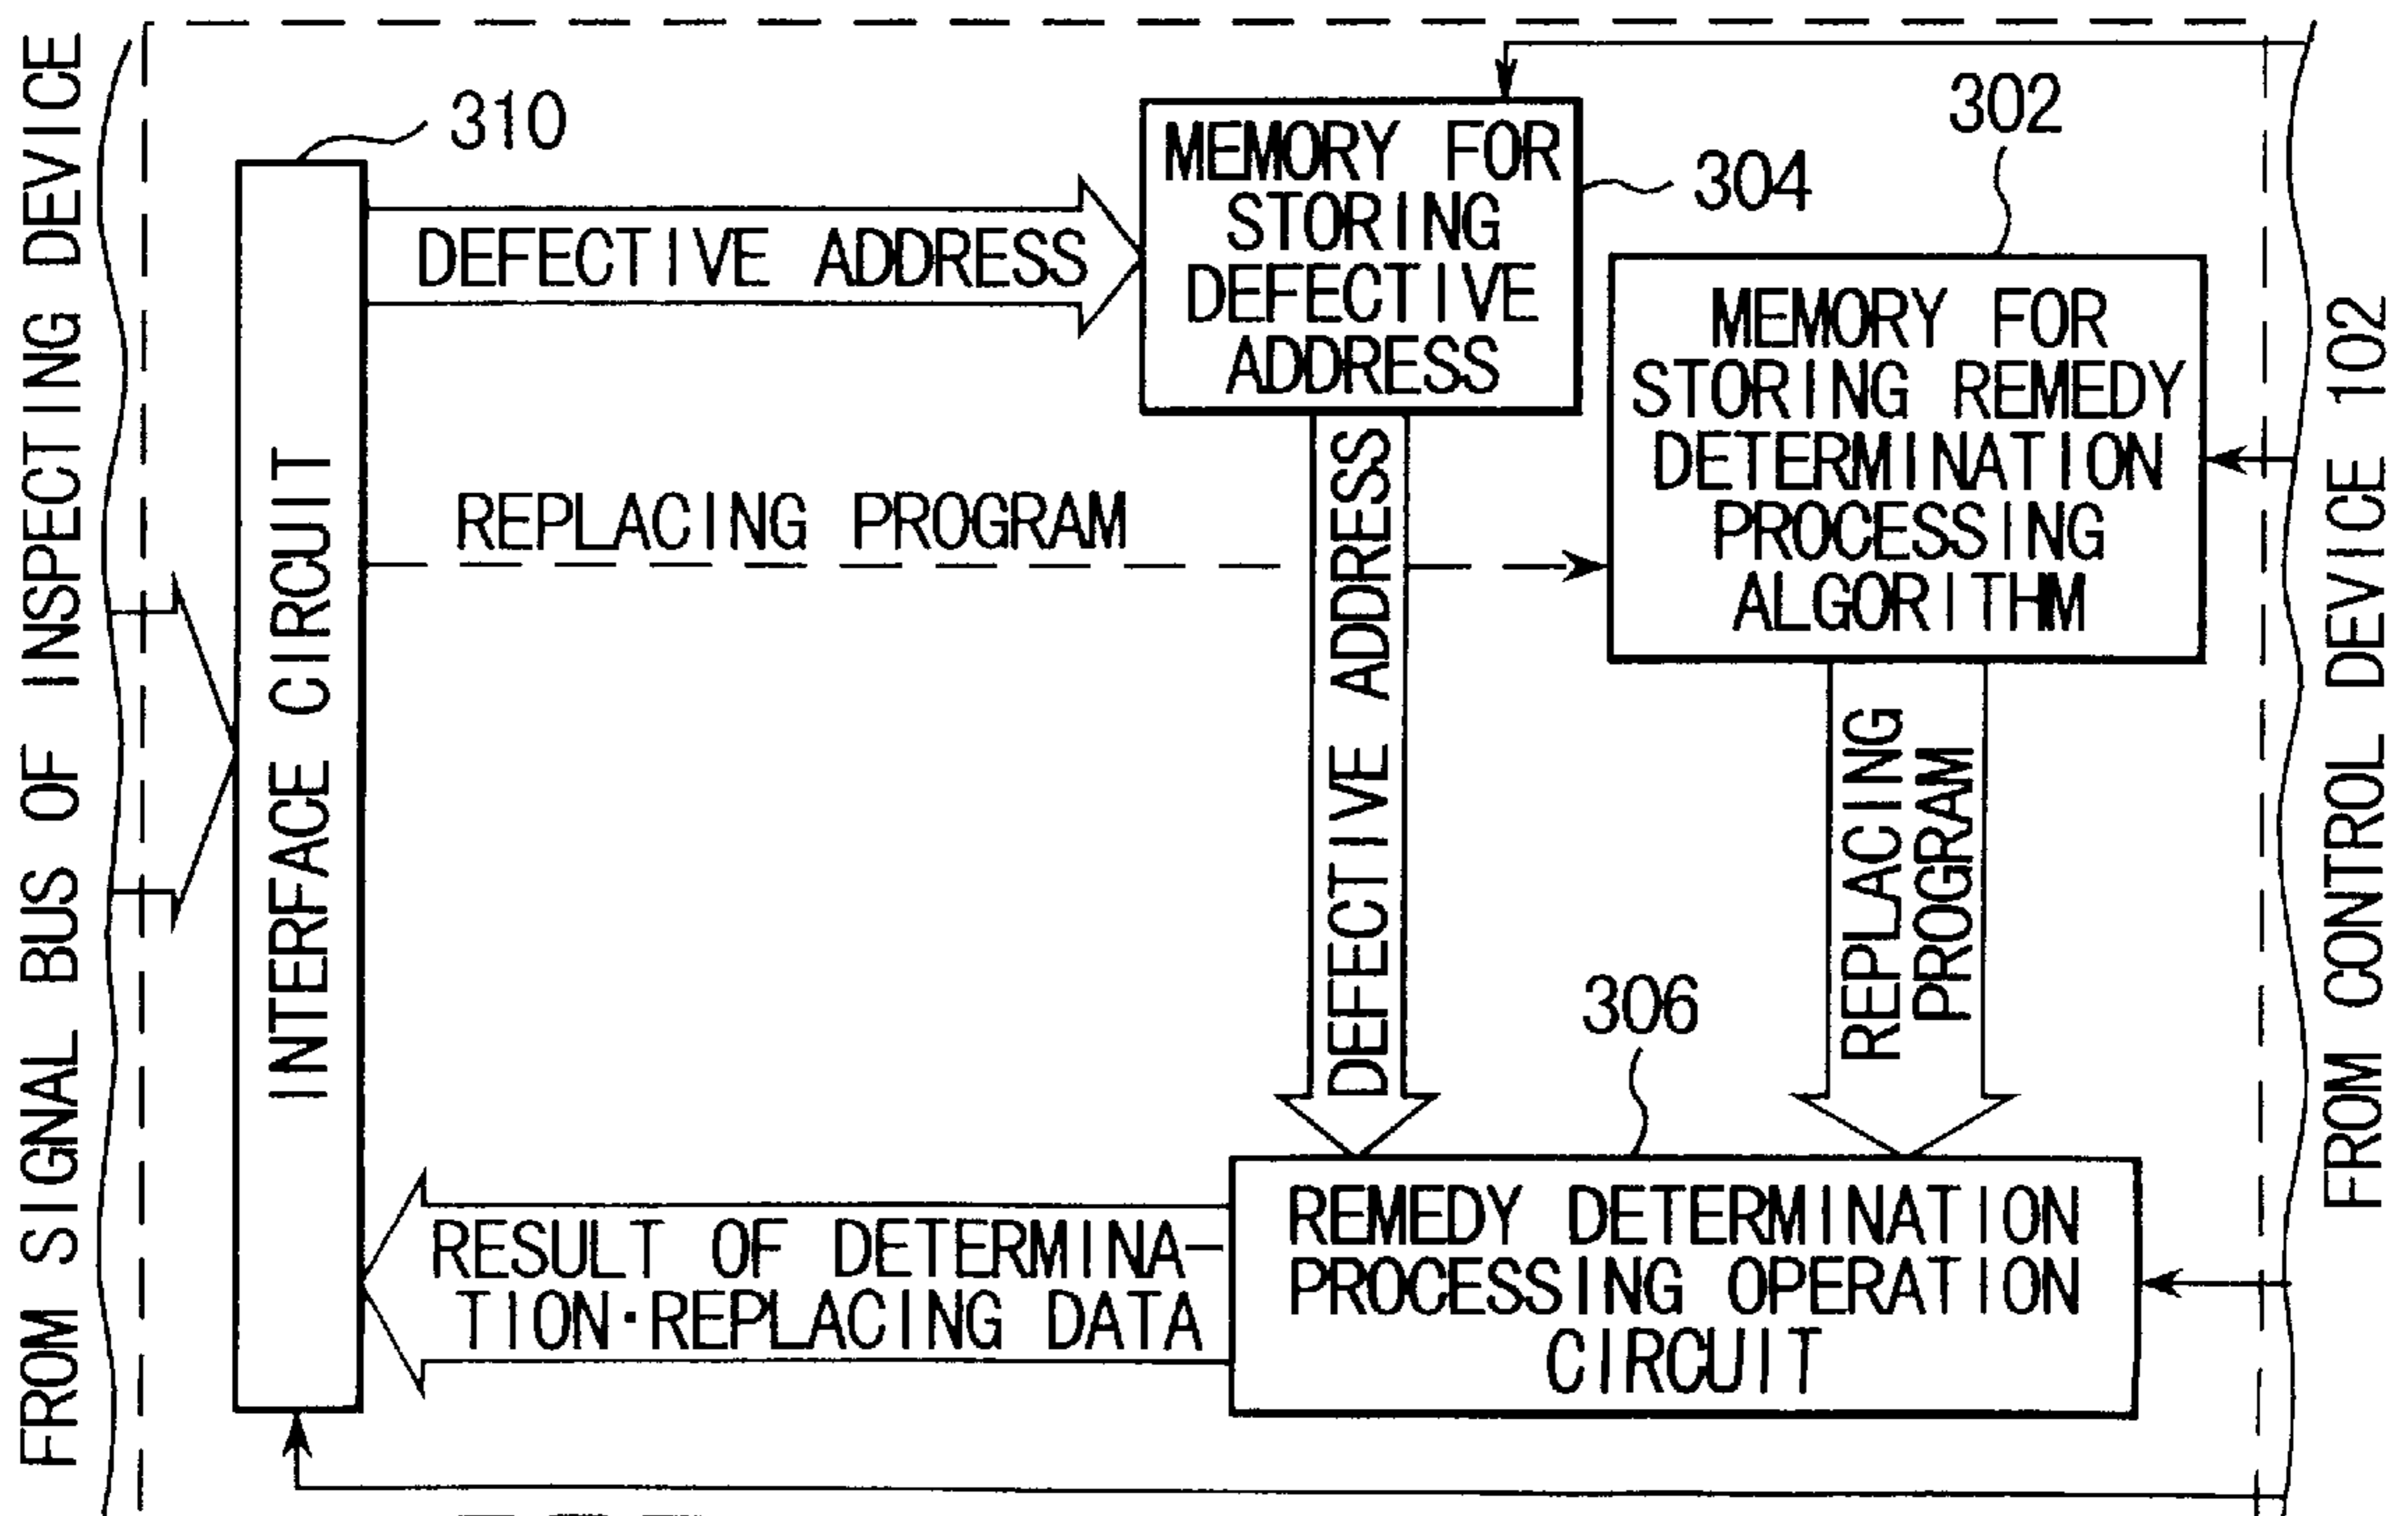 FROM SIGNAL BUS OF INSPECTING DEVICE
310
INTERFACE CIRCUIT
DEFECTIVE ADDRESS
MEMORY FOR
STORING
DEFECTIVE
ADDRESS
304
302
MEMORY FOR
STORING REMEDY
DETERMINATION
PROCESSING
ALGORITHM
REPLACING PROGRAM
DEFECTIVE ADDRESS
REPLACING
PROGRAM
306
REMEDY DETERMINATION
PROCESSING OPERATION
CIRCUIT
RESULT OF DETERMINA-
TION·REPLACING DATA
FROM CONTROL DEVICE 102